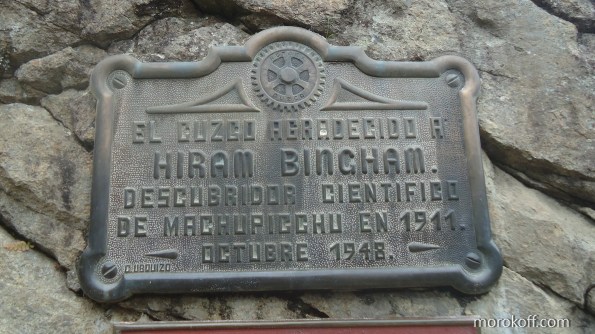 EL CUZCO AGRADECIDO A
HIRAM BINGHAM.
DESCUBRIDOR CIENTIFICO
DE MACHUPICCHU EN 1911.
OCTUBRE 1948.
morokoff.com